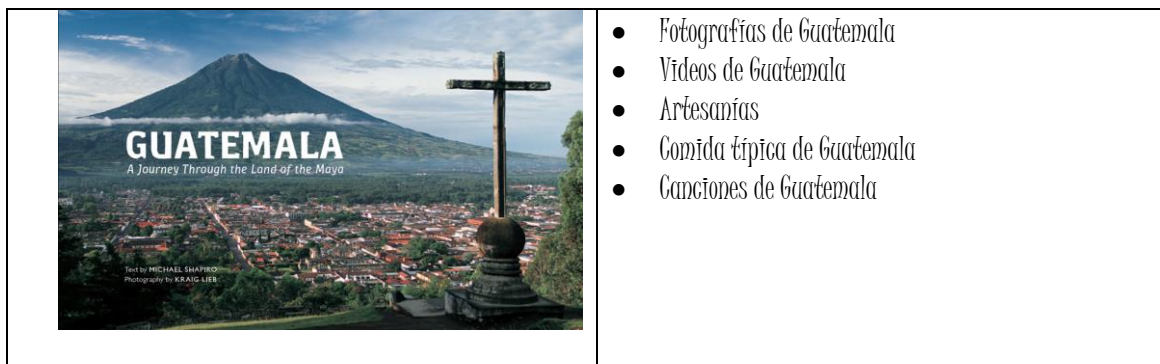 GUATEMALA
A Journey Through the Land of the Maya
Text by MICHAEL SHAPIRO
Photography by KRAIG LIEB
● Fotografías de Guatemala
● Videos de Guatemala
● Artesanías
● Comida típica de Guatemala
● Canciones de Guatemala